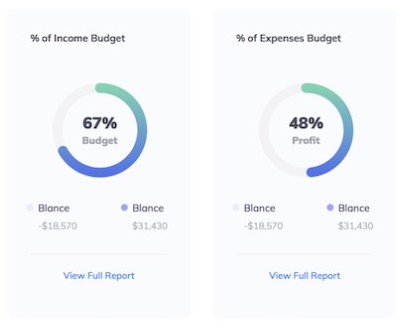 % of Income Budget
67%
Budget
Blance
Blance
-$18,570
$31,430
View Full Report
% of Expenses Budget
48%
Profit
Blance
Blance
-$18,570
$31,430
View Full Report